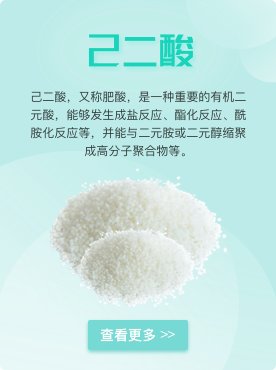 己二酸
己二酸，又称肥酸，是一种重要的有机二
元酸，能够发生成盐反应、酯化反应、酰
胺化反应等，并能与二元胺或二元醇缩聚
成高分子聚合物等。
查看更多 >>